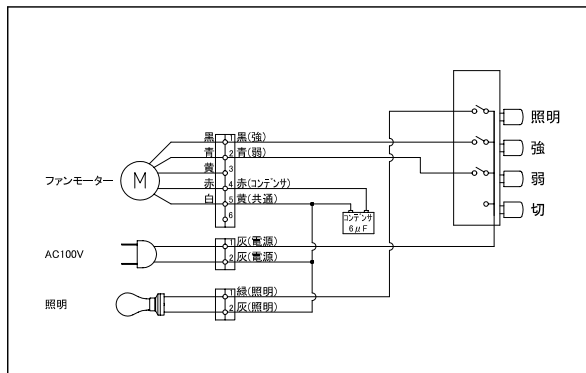 照明
強
弱
切
ファンモーター
M
黒 1 黒(強)
青 2 青(弱)
黄 3
赤 4 赤(コンデンサ)
白 5 黄(共通)
6
コンデンサ
6μF
AC100V
1 灰(電源)
2 灰(電源)
照明
1 緑(照明)
2 灰(照明)